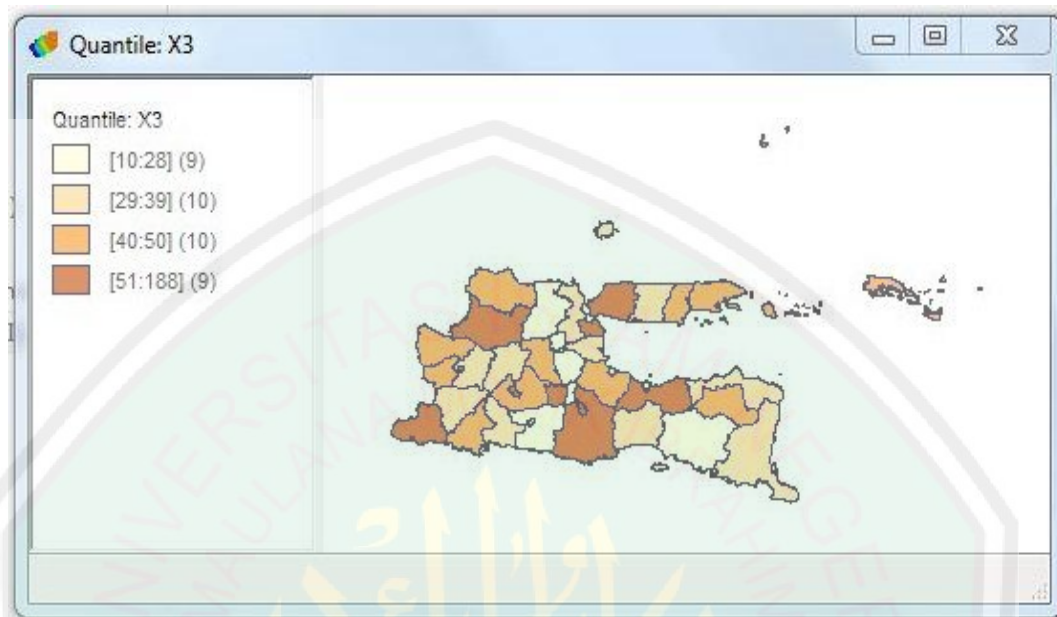 Quantile: X3
Quantile: X3
[10:28] (9)
[29:39] (10)
[40:50] (10)
[51:188] (9)